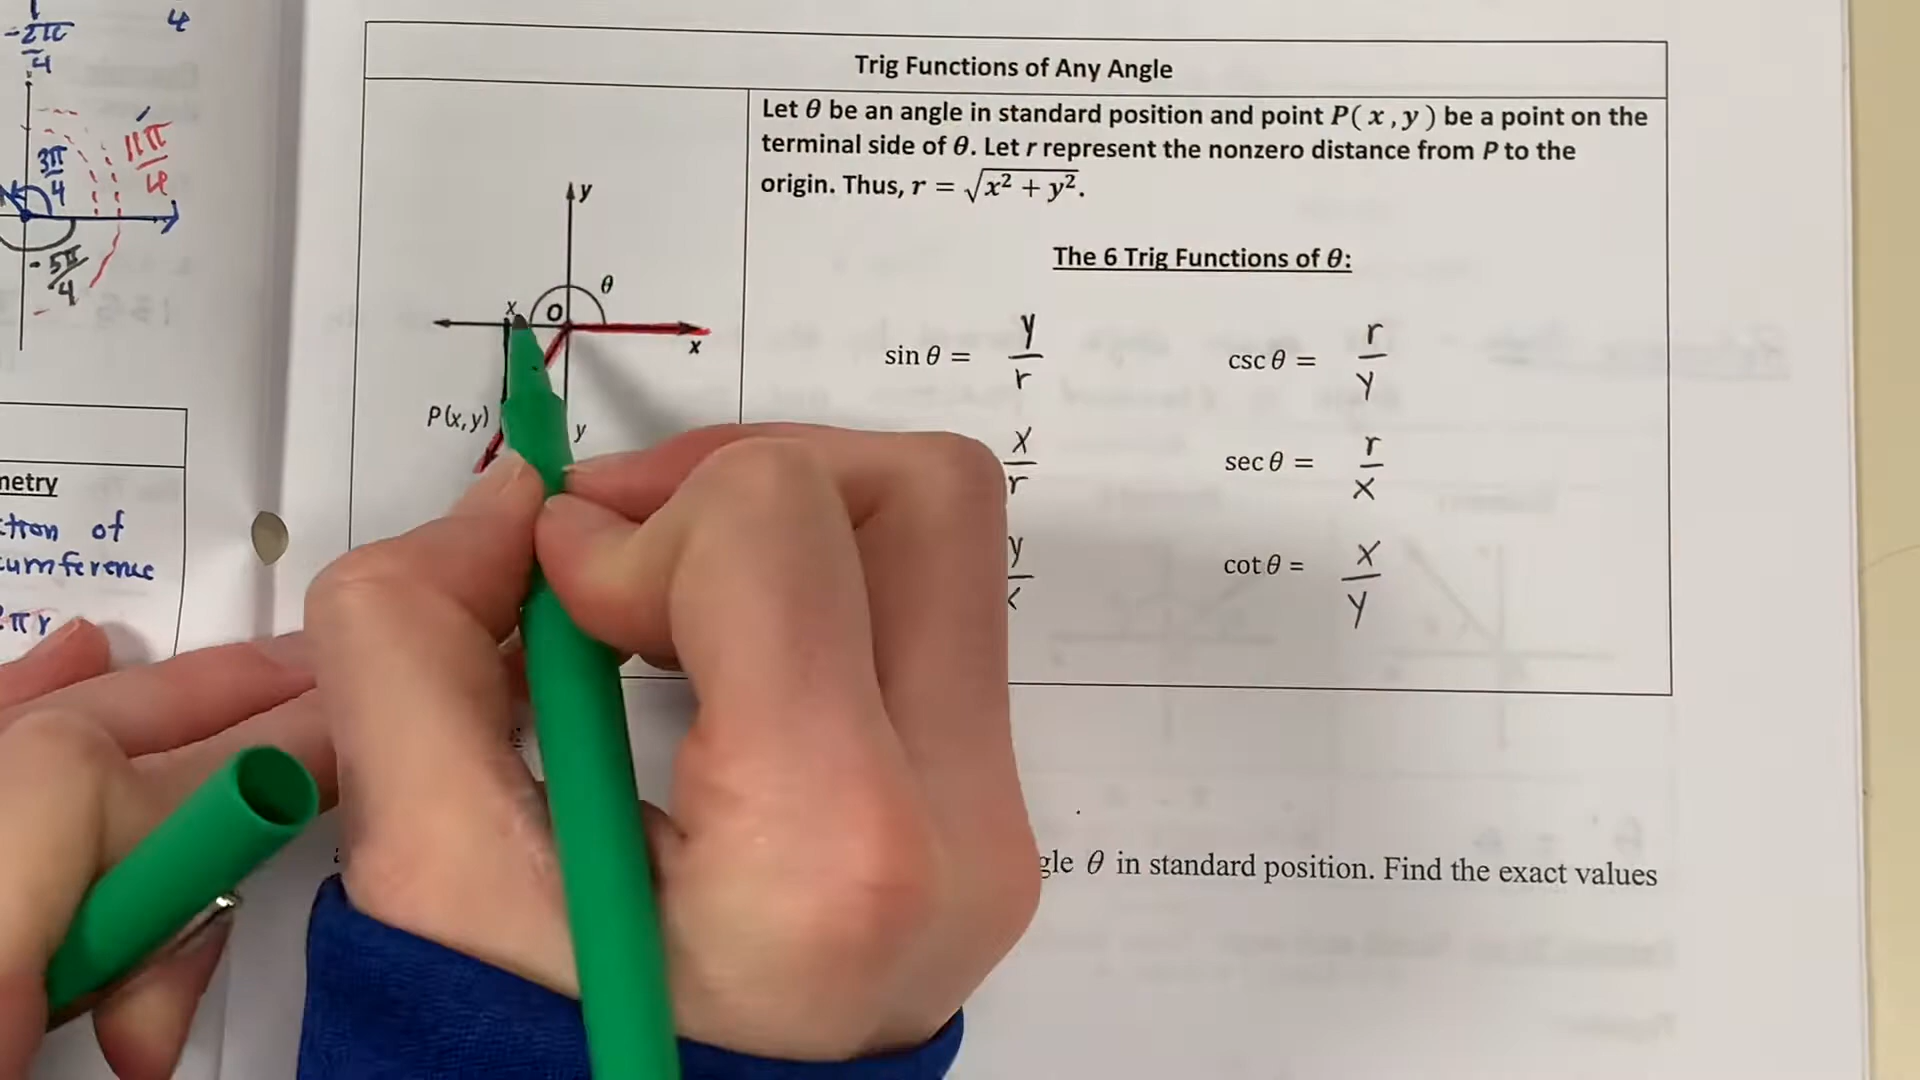 -2π
4
4
3π
4
11π
4
-5π
4
metry
ction of
cumference
2πr
Trig Functions of Any Angle
y
θ
x
O
x
P(x,y)
y
Let θ be an angle in standard position and point P( x , y ) be a point on the
terminal side of θ. Let r represent the nonzero distance from P to the
origin. Thus, r = √x² + y².
The 6 Trig Functions of θ:
sin θ = y/r csc θ = r/y
x/r sec θ = r/x
y cot θ = x/y
gle θ in standard position. Find the exact values